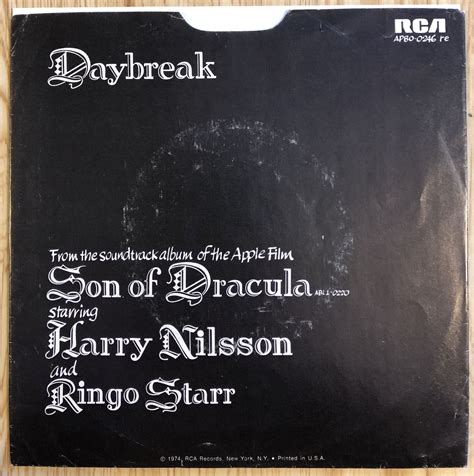 RCA
APBO-0246 re
Daybreak
From the soundtrack album of the Apple Film
Son of Dracula ABL1-0220
starring
Harry Nilsson
and
Ringo Starr
© 1974, RCA Records, New York, N.Y. • Printed in U.S.A.